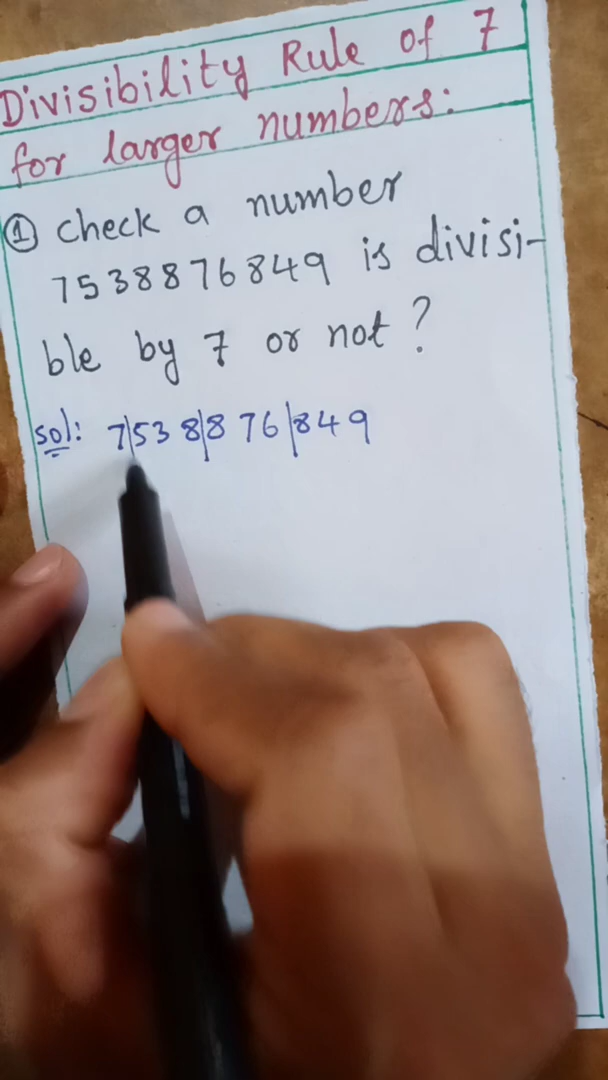 Divisibility Rule of 7
for larger numbers:
① check a number
7538876849 is divisi-
ble by 7 or not?
sol: 7|538|876|849